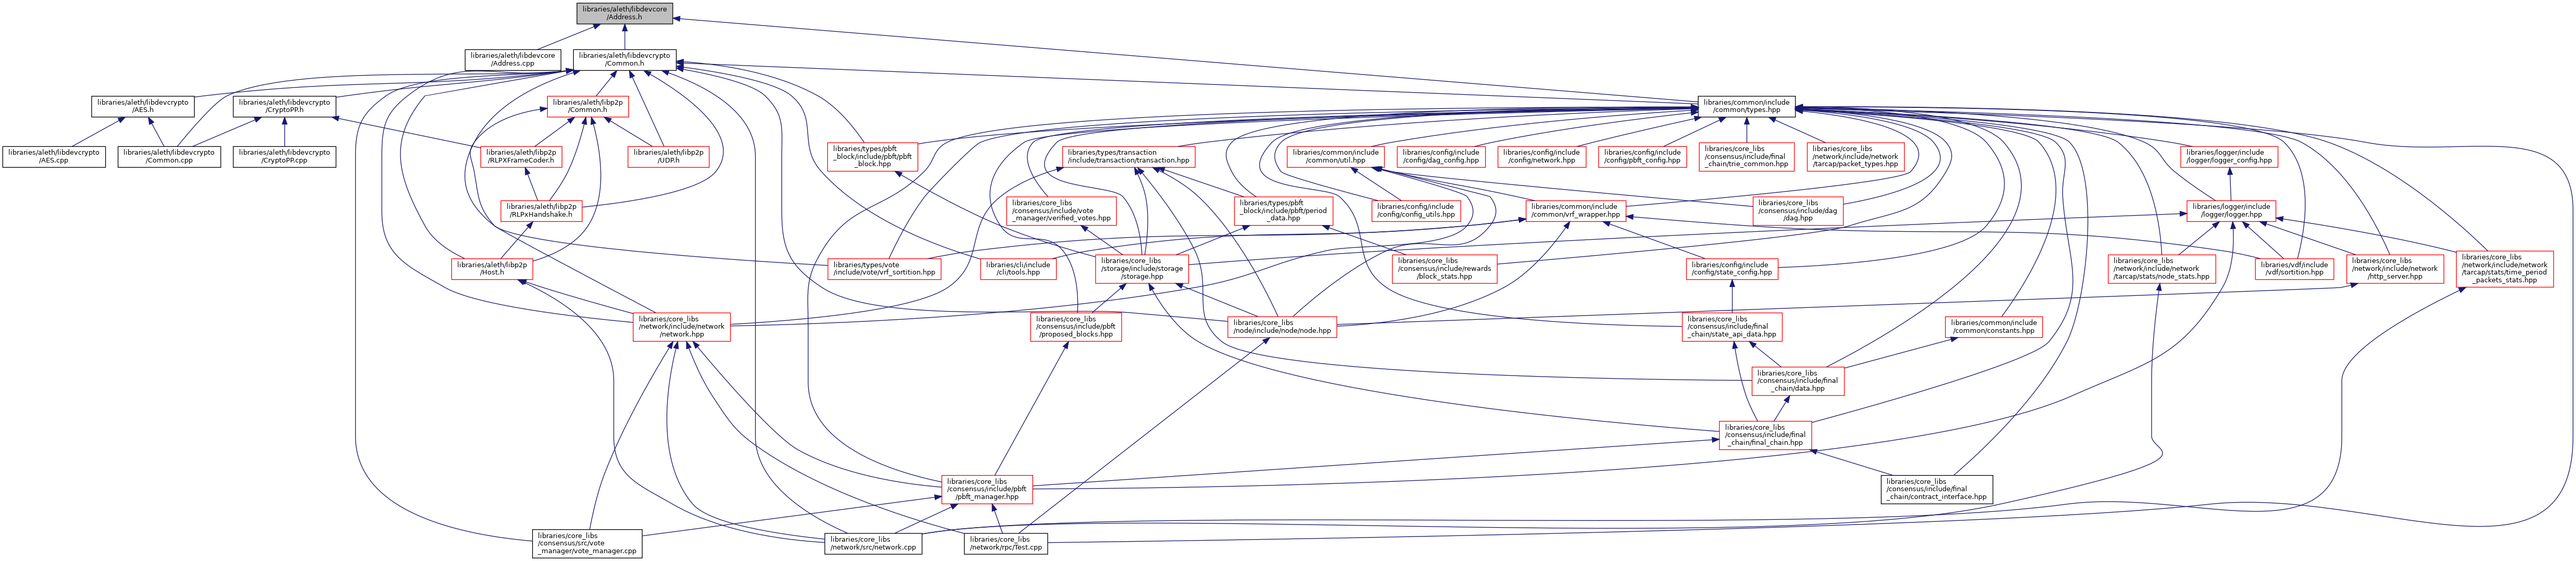 libraries/aleth/libdevcore
/Address.h
libraries/aleth/libdevcore
/Address.cpp
libraries/aleth/libdevcrypto
/Common.h
libraries/aleth/libdevcrypto
/AES.h
libraries/aleth/libdevcrypto
/CryptoPP.h
libraries/aleth/libp2p
/Common.h
libraries/common/include
/common/types.hpp
libraries/aleth/libdevcrypto
/AES.cpp
libraries/aleth/libdevcrypto
/Common.cpp
libraries/aleth/libdevcrypto
/CryptoPP.cpp
libraries/aleth/libp2p
/RLPXFrameCoder.h
libraries/aleth/libp2p
/UDP.h
libraries/types/pbft
_block/include/pbft/pbft
_block.hpp
libraries/types/transaction
/include/transaction/transaction.hpp
libraries/common/include
/common/util.hpp
libraries/config/include
/config/dag_config.hpp
libraries/config/include
/config/network.hpp
libraries/config/include
/config/pbft_config.hpp
libraries/core_libs
/consensus/include/final
_chain/trie_common.hpp
libraries/core_libs
/network/include/network
/tarcap/packet_types.hpp
libraries/logger/include
/logger/logger_config.hpp
libraries/aleth/libp2p
/RLPxHandshake.h
libraries/core_libs
/consensus/include/vote
_manager/verified_votes.hpp
libraries/types/pbft
_block/include/pbft/period
_data.hpp
libraries/config/include
/config/config_utils.hpp
libraries/common/include
/common/vrf_wrapper.hpp
libraries/core_libs
/consensus/include/dag
/dag.hpp
libraries/logger/include
/logger/logger.hpp
libraries/aleth/libp2p
/Host.h
libraries/types/vote
/include/vote/vrf_sortition.hpp
libraries/cli/include
/cli/tools.hpp
libraries/core_libs
/storage/include/storage
/storage.hpp
libraries/core_libs
/consensus/include/rewards
/block_stats.hpp
libraries/config/include
/config/state_config.hpp
libraries/core_libs
/network/include/network
/tarcap/stats/node_stats.hpp
libraries/vdf/include
/vdf/sortition.hpp
libraries/core_libs
/network/include/network
/http_server.hpp
libraries/core_libs
/network/include/network
/tarcap/stats/time_period
_packets_stats.hpp
libraries/core_libs
/network/include/network
/network.hpp
libraries/core_libs
/consensus/include/pbft
/proposed_blocks.hpp
libraries/core_libs
/node/include/node/node.hpp
libraries/core_libs
/consensus/include/final
_chain/state_api_data.hpp
libraries/common/include
/common/constants.hpp
libraries/core_libs
/consensus/include/final
_chain/data.hpp
libraries/core_libs
/consensus/include/final
_chain/final_chain.hpp
libraries/core_libs
/consensus/include/pbft
/pbft_manager.hpp
libraries/core_libs
/consensus/include/final
_chain/contract_interface.hpp
libraries/core_libs
/consensus/src/vote
_manager/vote_manager.cpp
libraries/core_libs
/network/src/network.cpp
libraries/core_libs
/network/rpc/Test.cpp